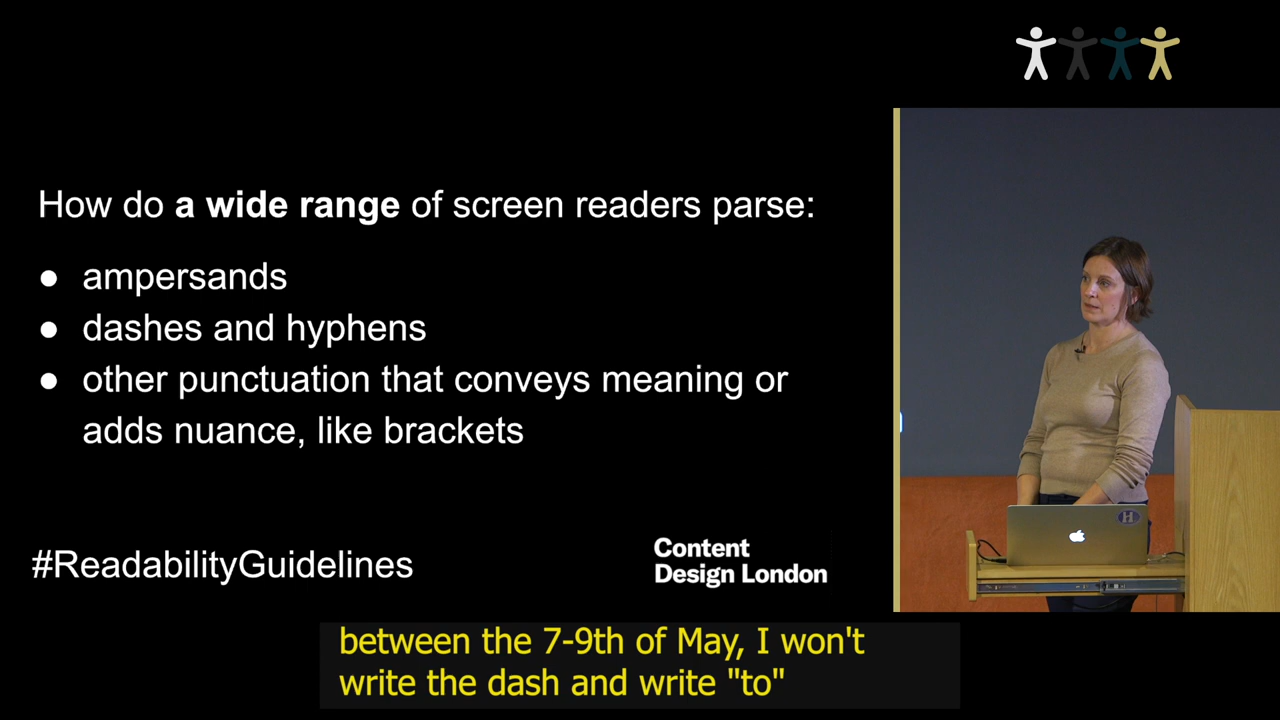 How do a wide range of screen readers parse:
● ampersands
● dashes and hyphens
● other punctuation that conveys meaning or
adds nuance, like brackets
#ReadabilityGuidelines
Content
Design London
H
between the 7-9th of May, I won't
write the dash and write "to"